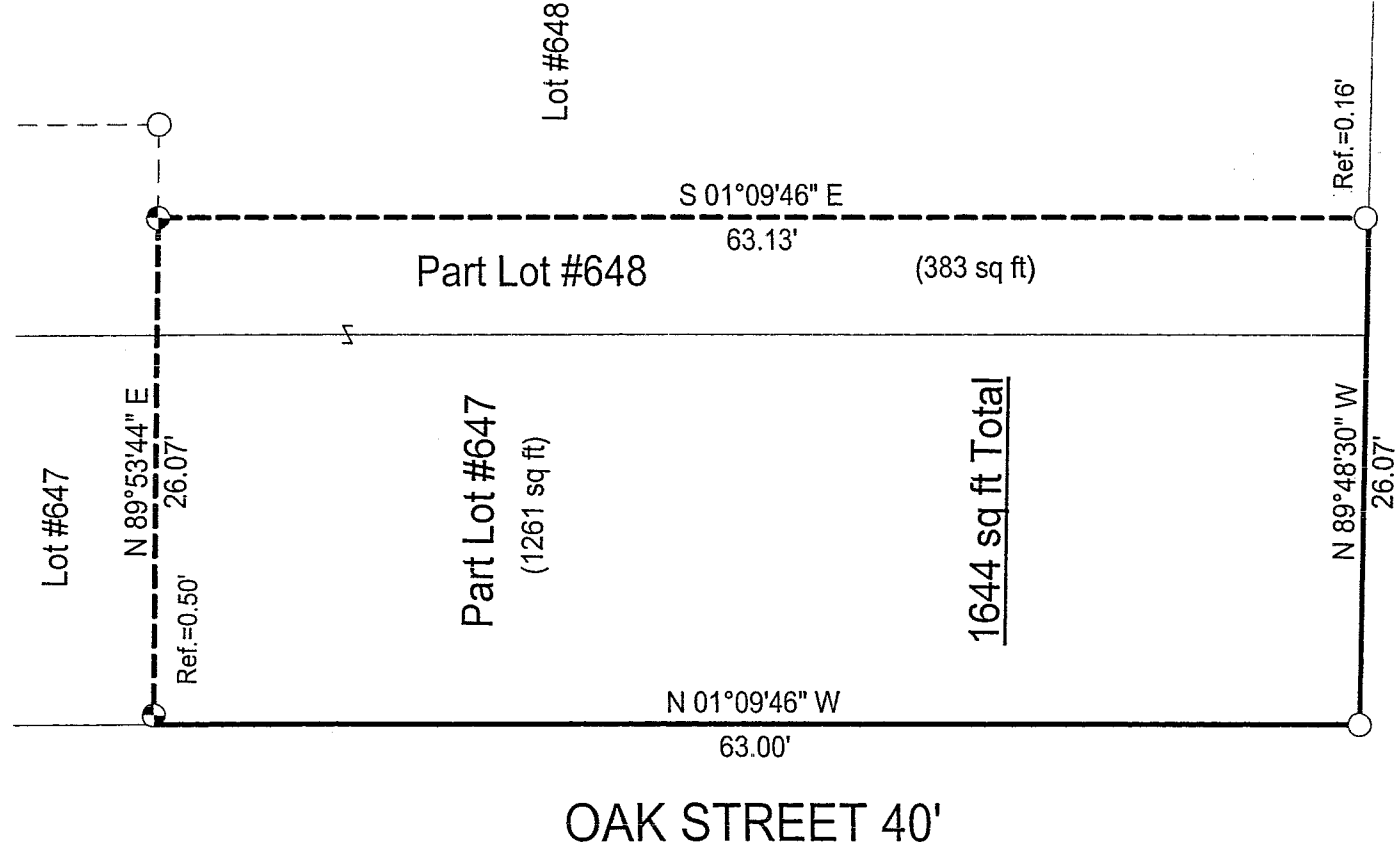 Lot #648
Ref.=0.16'
S 01°09'46" E
63.13'
Part Lot #648
(383 sq ft)
N 89°53'44" E
26.07'
Lot #647
Ref.=0.50'
Part Lot #647
(1261 sq ft)
1644 sq ft Total
N 89°48'30" W
26.07'
N 01°09'46" W
63.00'
OAK STREET 40'